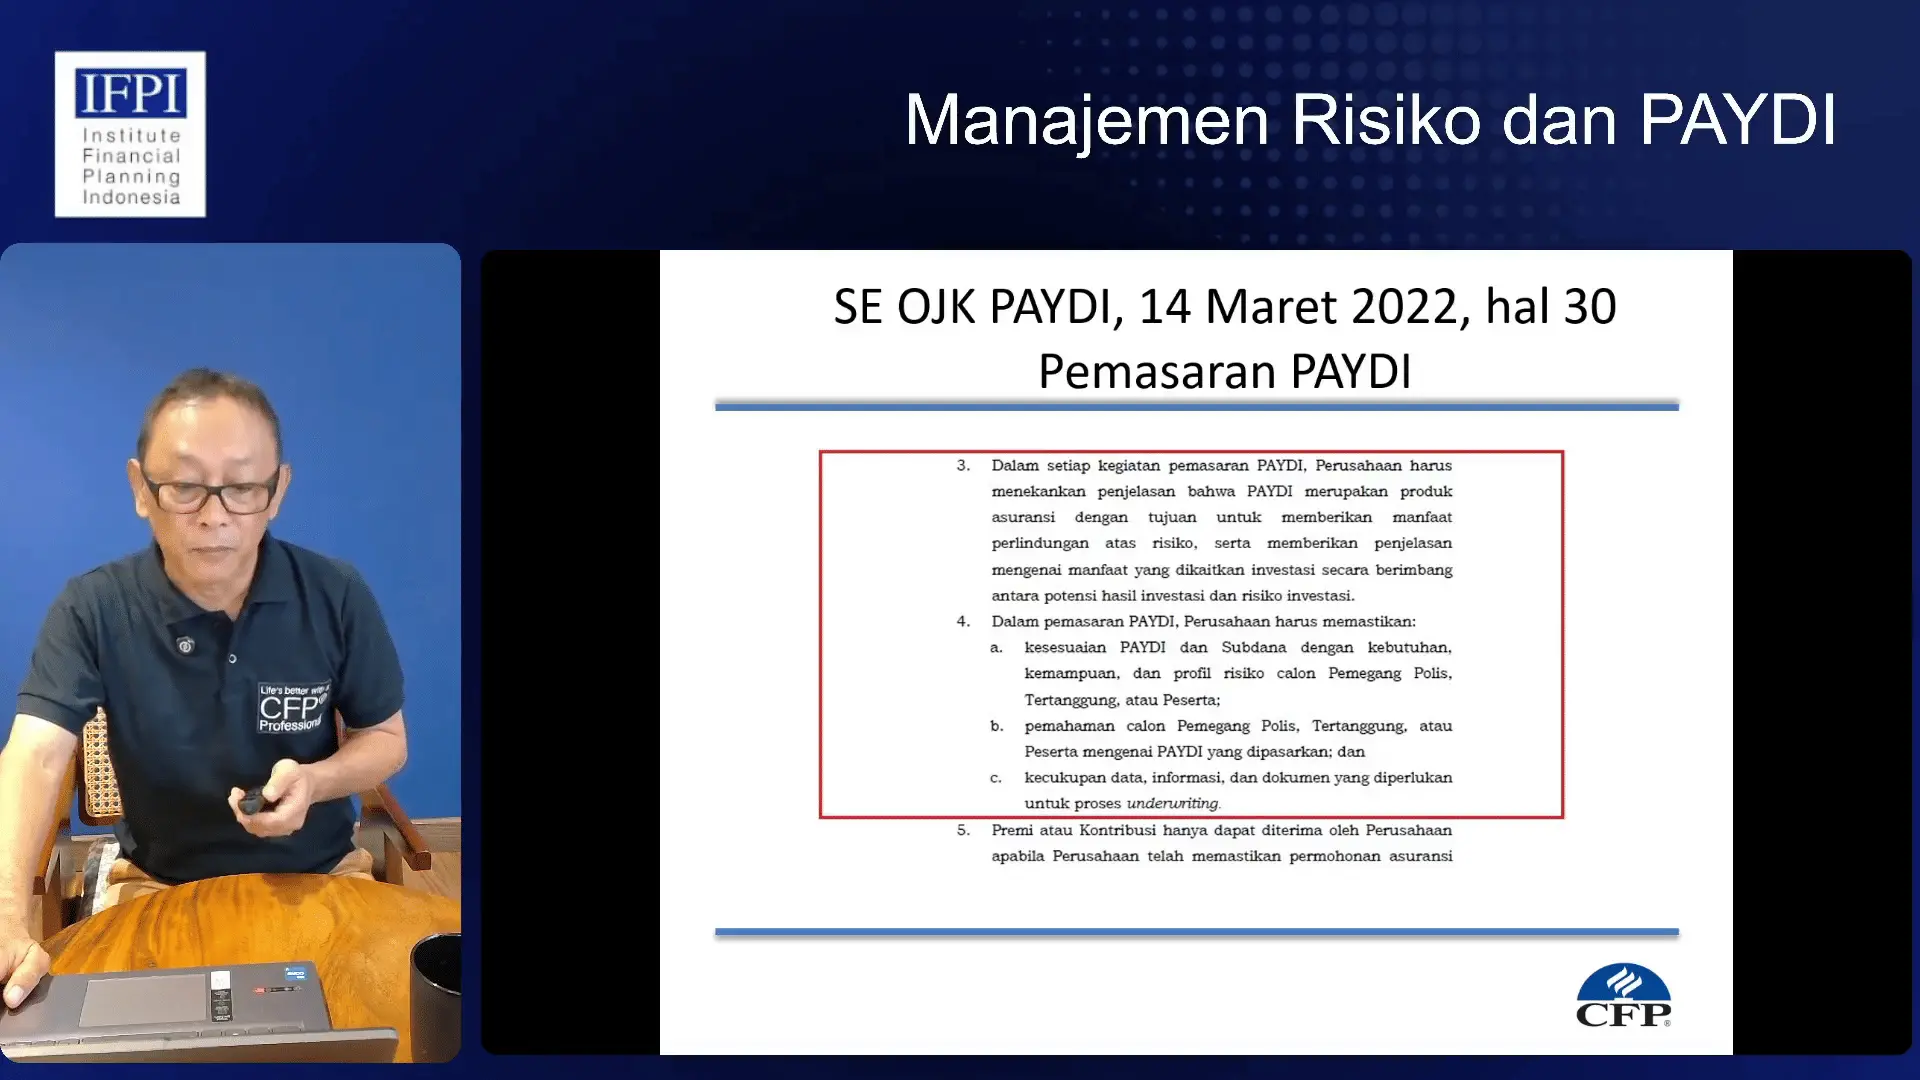 IFPI
Institute
Financial
Planning
Indonesia
Manajemen Risiko dan PAYDI
SE OJK PAYDI, 14 Maret 2022, hal 30
Pemasaran PAYDI
3. Dalam setiap kegiatan pemasaran PAYDI, Perusahaan harus
menekankan penjelasan bahwa PAYDI merupakan produk
asuransi dengan tujuan untuk memberikan manfaat
perlindungan atas risiko, serta memberikan penjelasan
mengenai manfaat yang dikaitkan investasi secara berimbang
antara potensi hasil investasi dan risiko investasi.
4. Dalam pemasaran PAYDI, Perusahaan harus memastikan:
a. kesesuaian PAYDI dan Subdana dengan kebutuhan,
kemampuan, dan profil risiko calon Pemegang Polis,
Tertanggung, atau Peserta;
b. pemahaman calon Pemegang Polis, Tertanggung, atau
Peserta mengenai PAYDI yang dipasarkan; dan
c. kecukupan data, informasi, dan dokumen yang diperlukan
untuk proses underwriting.
5. Premi atau Kontribusi hanya dapat diterima oleh Perusahaan
apabila Perusahaan telah memastikan permohonan asuransi
CFP®
Life's better with
CFP®
Professional